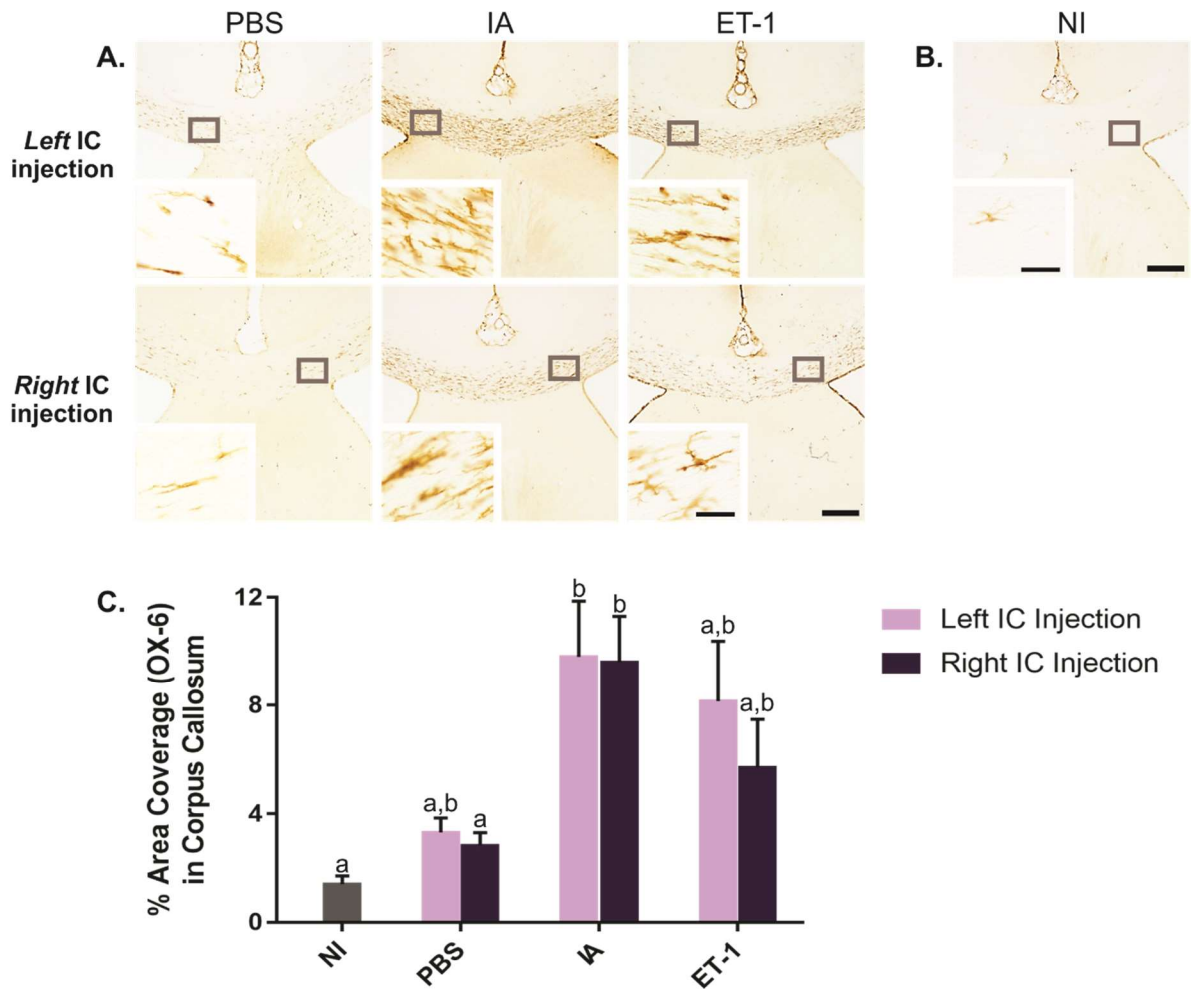 PBS IA ET-1 NI
A. B.
Left IC
injection
Right IC
injection
C.
% Area Coverage (OX-6)
in Corpus Callosum
12
8
4
0
a
a,b
a
b
b
a,b
a,b
NI
PBS
IA
ET-1
Left IC Injection
Right IC Injection